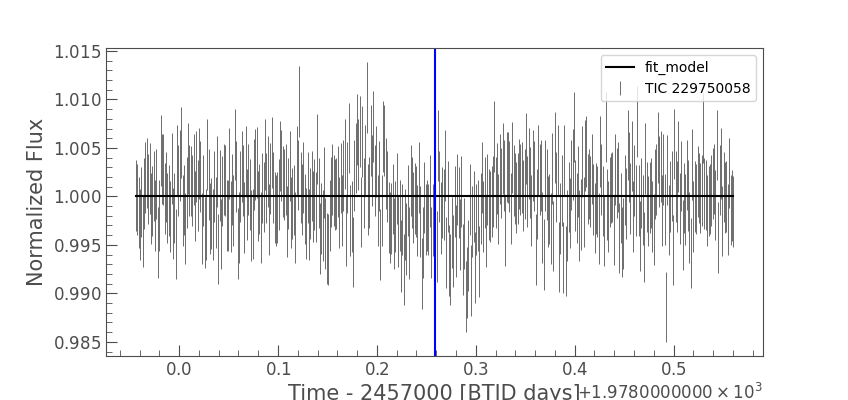 1.015
1.010
1.005
1.000
0.995
0.990
0.985
Normalized Flux
fit_model
TIC 229750058
0.0 0.1 0.2 0.3 0.4 0.5
Time - 2457000 [BTJD days]
+1.9780000000 × 10³